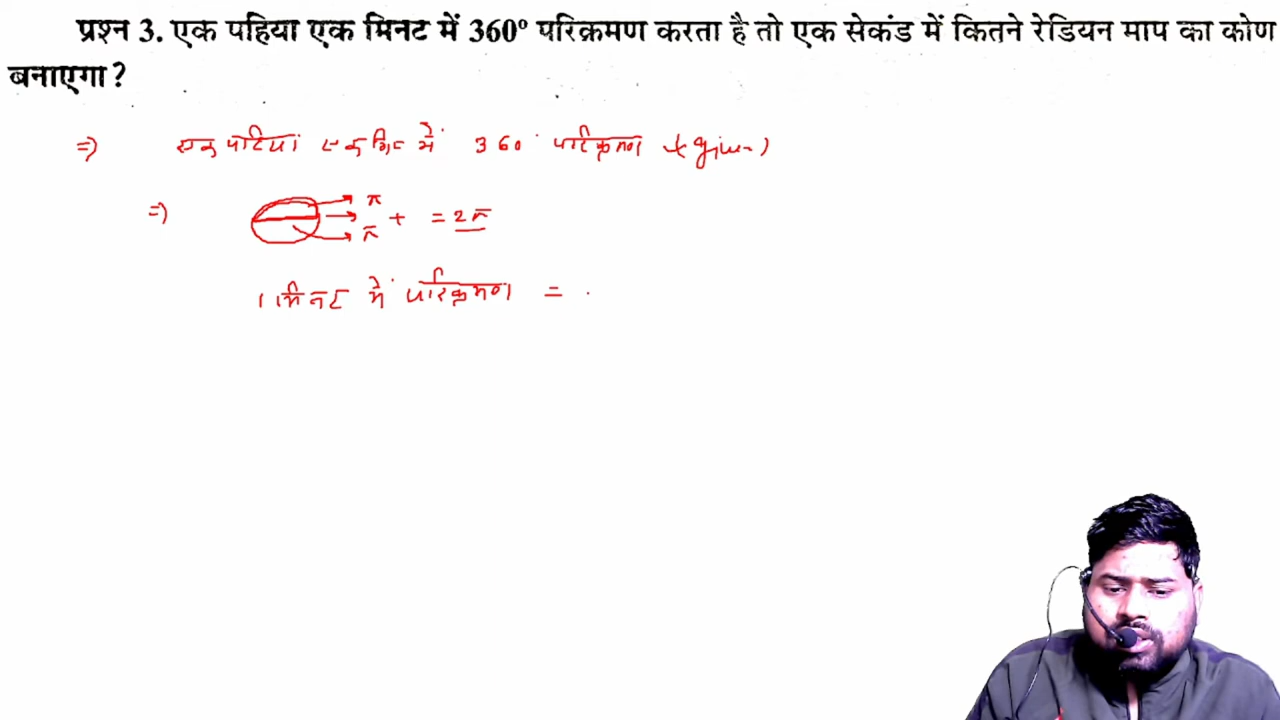 प्रश्न 3. एक पहिया एक मिनट में 360° परिक्रमण करता है तो एक सेकंड में कितने रेडियन माप का कोण
बनाएगा?
⇒ एक पहिया एक मि- में 360° परिक्रमण (given)
⇒ π
+ = 2π
π
1 मिनट में परिक्रमण =